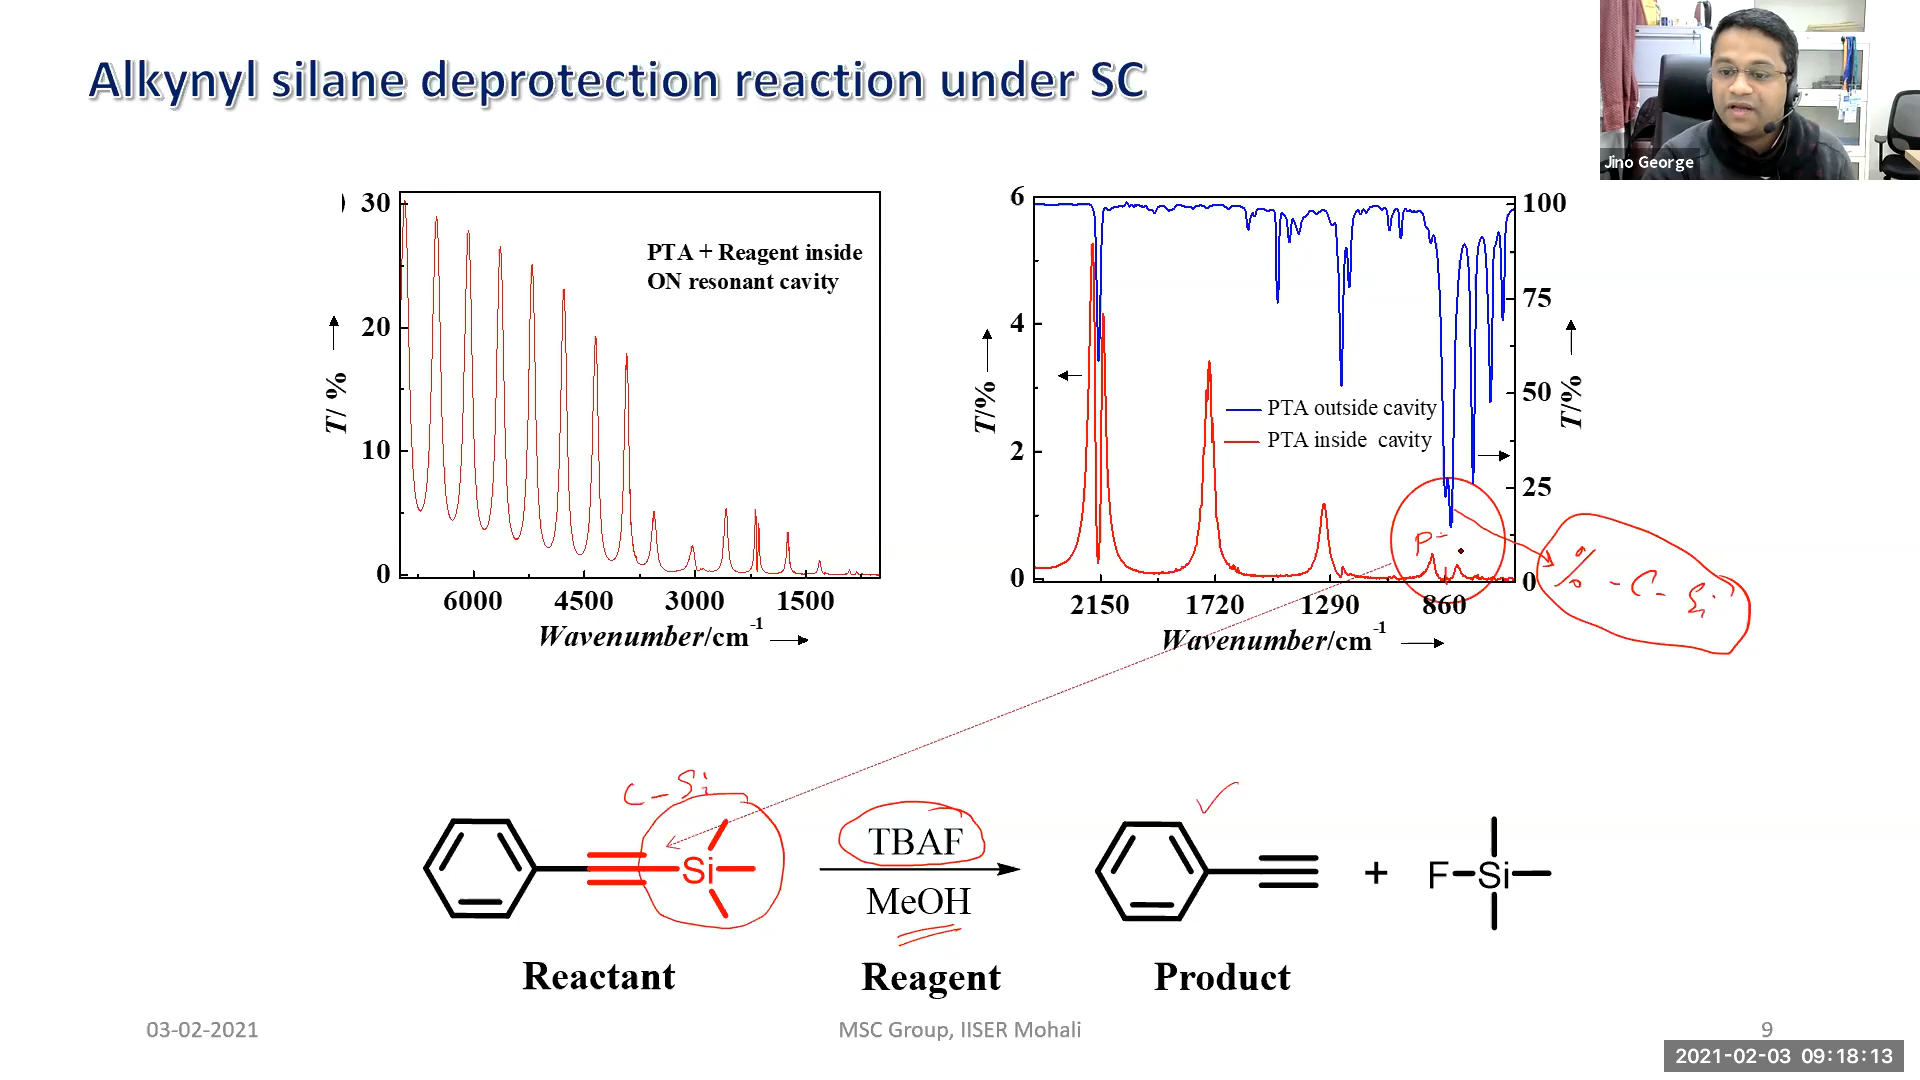 Alkynyl silane deprotection reaction under SC
Jino George
) 30
20
10
0
T/ %
PTA + Reagent inside
ON resonant cavity
6000 4500 3000 1500
Wavenumber/cm-1
6
4
2
0
T/%
PTA outside cavity
PTA inside cavity
100
75
50
25
0
T/%
2150 1720 1290 860
Wavenumber/cm-1
- C - Si
C - Si
Si
TBAF
MeOH
+
F Si
Reactant
Reagent
Product
03-02-2021
MSC Group, IISER Mohali
9
2021-02-03 09:18:13